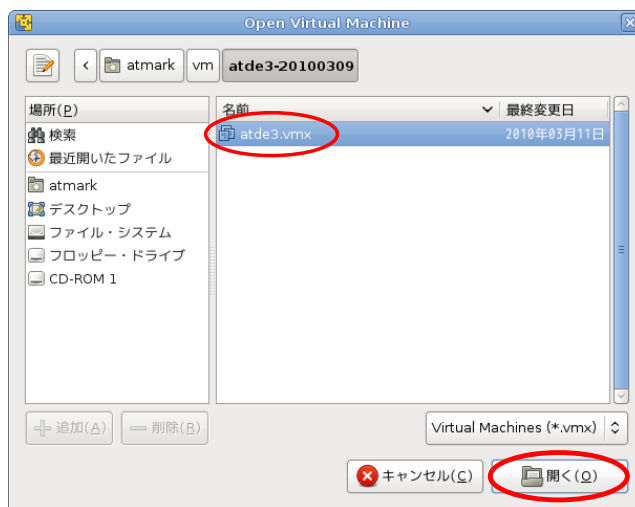 Open Virtual Machine
atmark vm atde3-20100309
場所(P)
検索
最近開いたファイル
atmark
デスクトップ
ファイル・システム
フロッピー・ドライブ
CD-ROM 1
名前 最終変更日
atde3.vmx 2010年03月11日
追加(A) 削除(R)
Virtual Machines (*.vmx)
キャンセル(C) 開く(O)